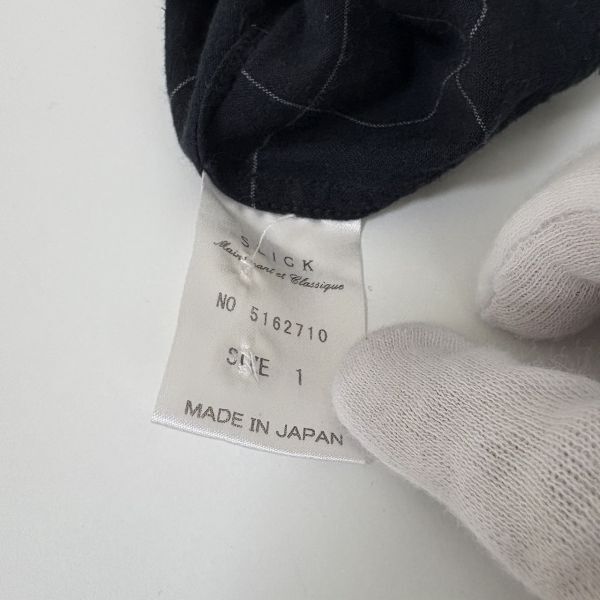 SLICK
Maintenant et Classique
NO 5162710
SIZE 1
MADE IN JAPAN